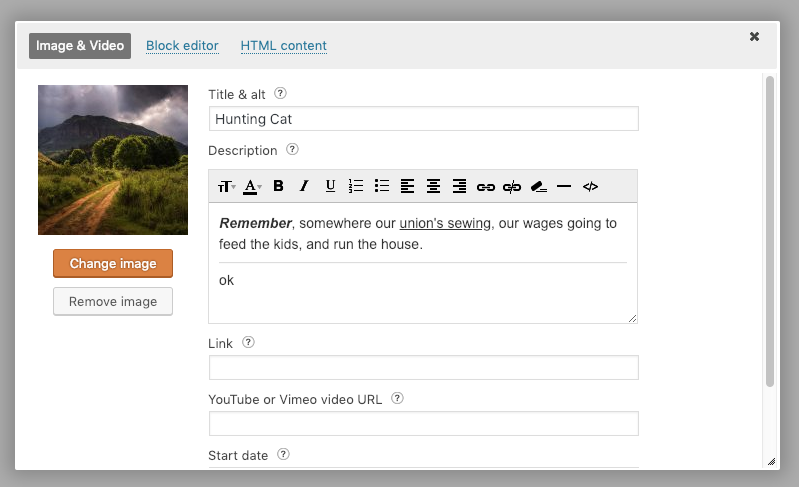 Image & Video
Block editor
HTML content
Title & alt
Hunting Cat
Description
Remember, somewhere our union's sewing, our wages going to
feed the kids, and run the house.
ok
Change image
Remove image
Link
YouTube or Vimeo video URL
Start date